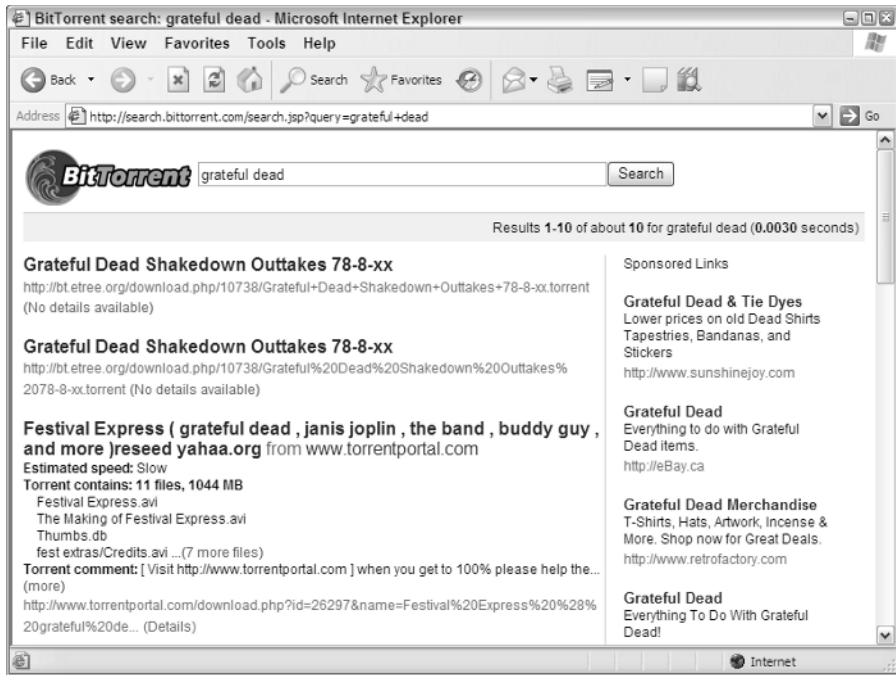 BitTorrent search: grateful dead - Microsoft Internet Explorer
File Edit View Favorites Tools Help
Back Search Favorites
Address http://search.bittorrent.com/search.jsp?query=grateful+dead Go
BitTorrent grateful dead Search
Results 1-10 of about 10 for grateful dead (0.0030 seconds)
Grateful Dead Shakedown Outtakes 78-8-xx
http://bt.etree.org/download.php/10738/Grateful+Dead+Shakedown+Outtakes+78-8-xx.torrent
(No details available)
Grateful Dead Shakedown Outtakes 78-8-xx
http://bt.etree.org/download.php/10738/Grateful%20Dead%20Shakedown%20Outtakes%
2078-8-xx.torrent (No details available)
Festival Express ( grateful dead , janis joplin , the band , buddy guy ,
and more )reseed yahaa.org from www.torrentportal.com
Estimated speed: Slow
Torrent contains: 11 files, 1044 MB
Festival Express.avi
The Making of Festival Express.avi
Thumbs.db
fest extras/Credits.avi ...(7 more files)
Torrent comment: [ Visit http://www.torrentportal.com ] when you get to 100% please help the...
(more)
http://www.torrentportal.com/download.php?id=26297&name=Festival%20Express%20%28%
20grateful%20de... (Details)
Sponsored Links
Grateful Dead & Tie Dyes
Lower prices on old Dead Shirts
Tapestries, Bandanas, and
Stickers
http://www.sunshinejoy.com
Grateful Dead
Everything to do with Grateful
Dead items.
http://eBay.ca
Grateful Dead Merchandise
T-Shirts, Hats, Artwork, Incense &
More. Shop now for Great Deals.
http://www.retrofactory.com
Grateful Dead
Everything To Do With Grateful
Dead!
Internet